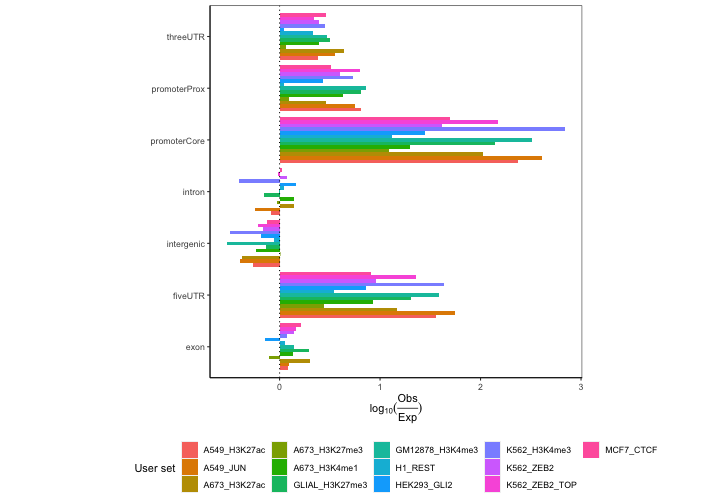 threeUTR
promoterProx
promoterCore
intron
intergenic
fiveUTR
exon
0 1 2 3
log10(Obs/Exp)
User set
A549_H3K27ac A673_H3K27me3 GM12878_H3K4me3 K562_H3K4me3 MCF7_CTCF
A549_JUN A673_H3K4me1 H1_REST K562_ZEB2
A673_H3K27ac GLIAL_H3K27me3 HEK293_GLI2 K562_ZEB2_TOP